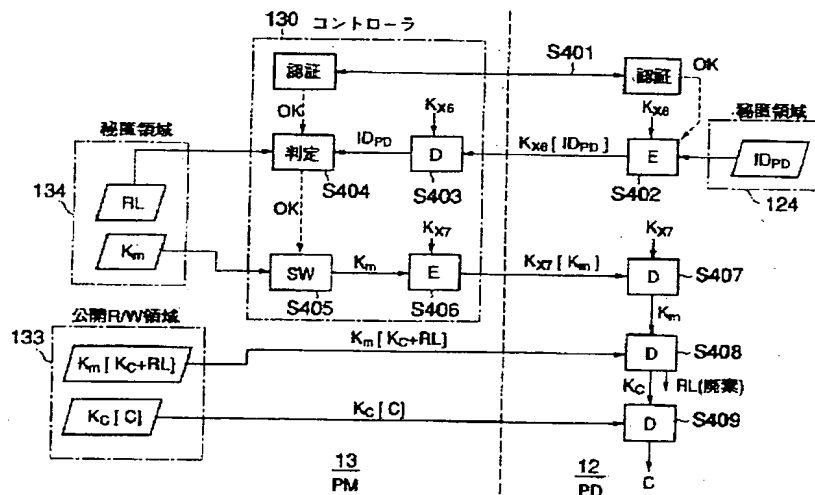 130
コントローラ
S401
認証
認証
OK
OK
KX6
KX6
秘匿領域
秘匿領域
判定
IDPD
D
KX6 [ IDPD ]
E
IDPD
RL
S404
S403
S402
124
134
OK
KX7
KX7
Km
SW
Km
E
KX7 [ Km ]
D
S407
S405
S406
Km
公開R/W領域
133
Km [ KC+RL ]
D
S408
Km [ KC+RL]
KC
RL(廃棄)
KC [ C ]
KC [ C ]
D
S409
13
PM
12
PD
C